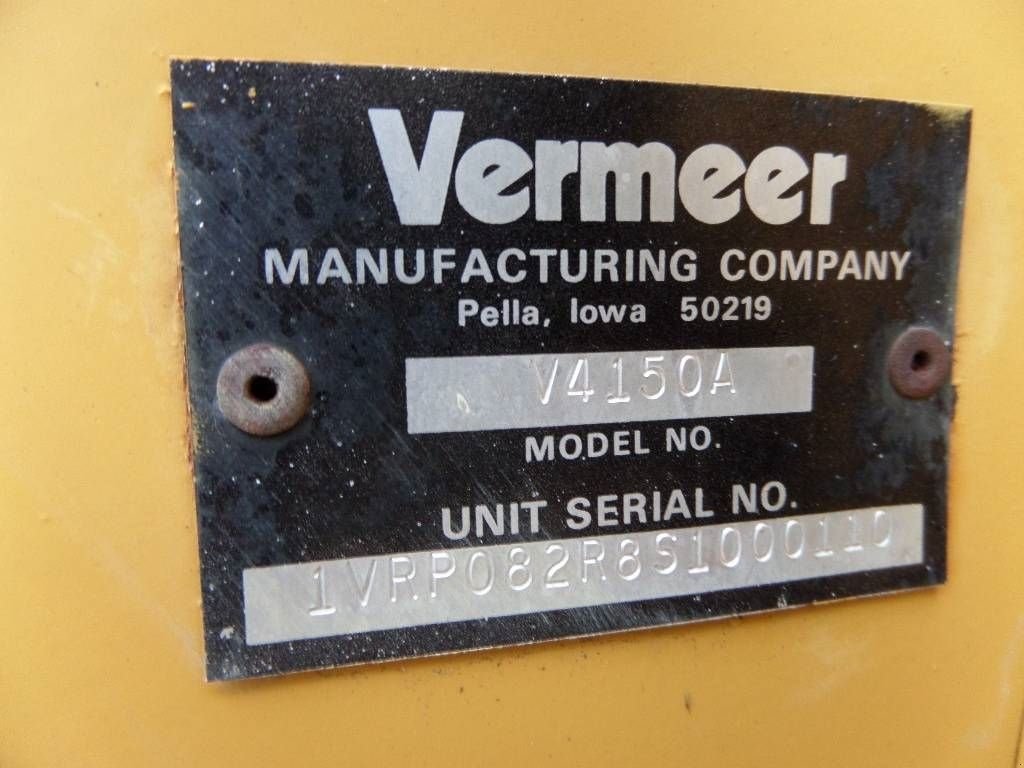 Vermeer
MANUFACTURING COMPANY
Pella, Iowa 50219
V4150A
MODEL NO.
UNIT SERIAL NO.
1VRP082R8S1000110